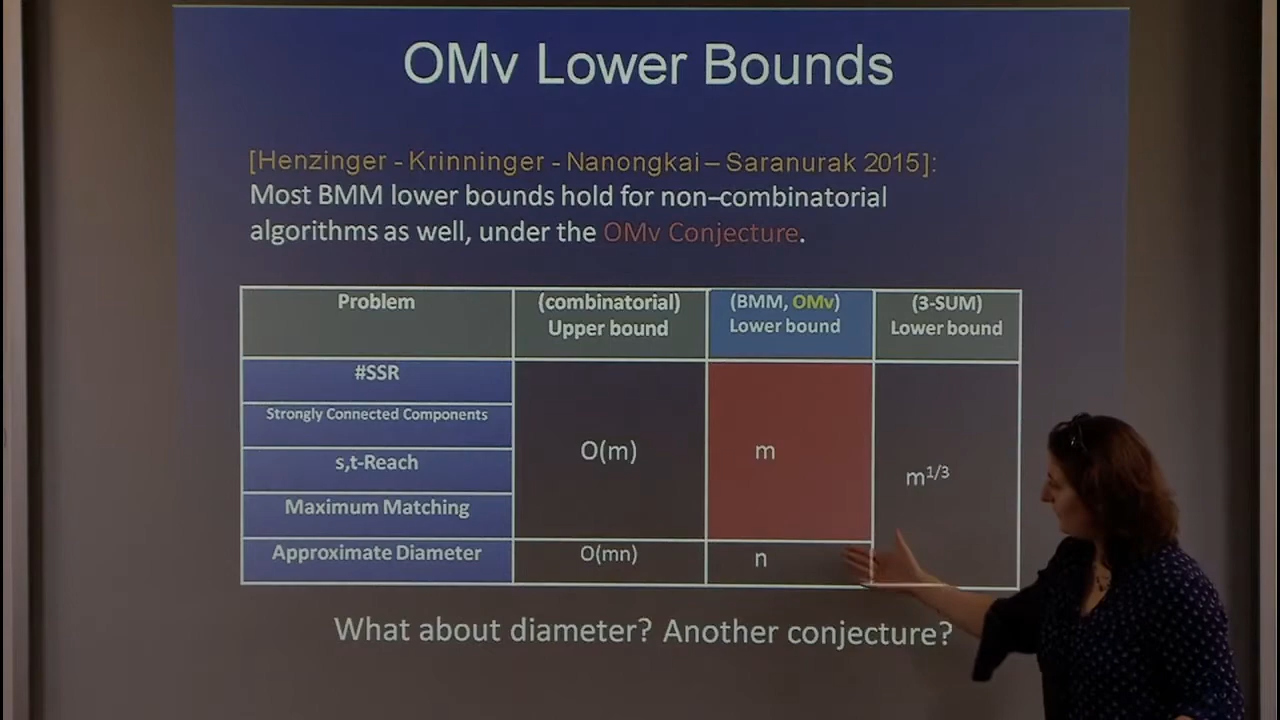 OMv Lower Bounds
[Henzinger - Krinninger - Nanongkai – Saranurak 2015]:
Most BMM lower bounds hold for non–combinatorial
algorithms as well, under the OMv Conjecture.
Problem
(combinatorial)
Upper bound
(BMM, OMv)
Lower bound
(3-SUM)
Lower bound
#SSR
Strongly Connected Components
s,t-Reach
Maximum Matching
O(m)
m
m^1/3
Approximate Diameter
O(mn)
n
What about diameter? Another conjecture?